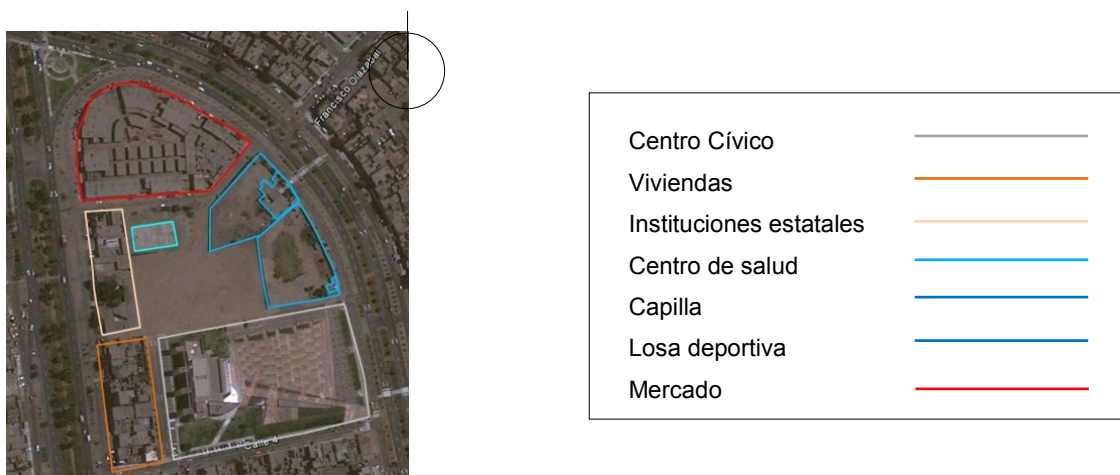 Francisco Olazabal
Calle 4
Centro Cívico
Viviendas
Instituciones estatales
Centro de salud
Capilla
Losa deportiva
Mercado